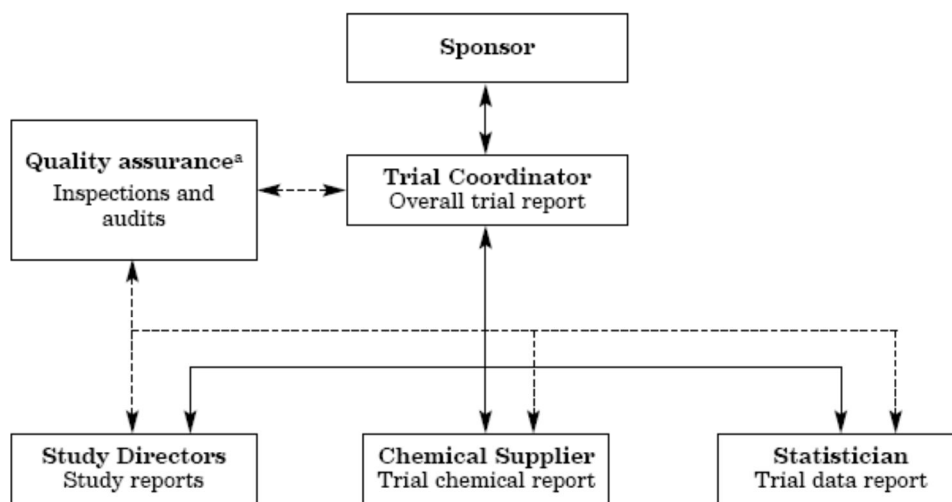 Sponsor
Quality assuranceª
Inspections and
audits
Trial Coordinator
Overall trial report
Study Directors
Study reports
Chemical Supplier
Trial chemical report
Statistician
Trial data report